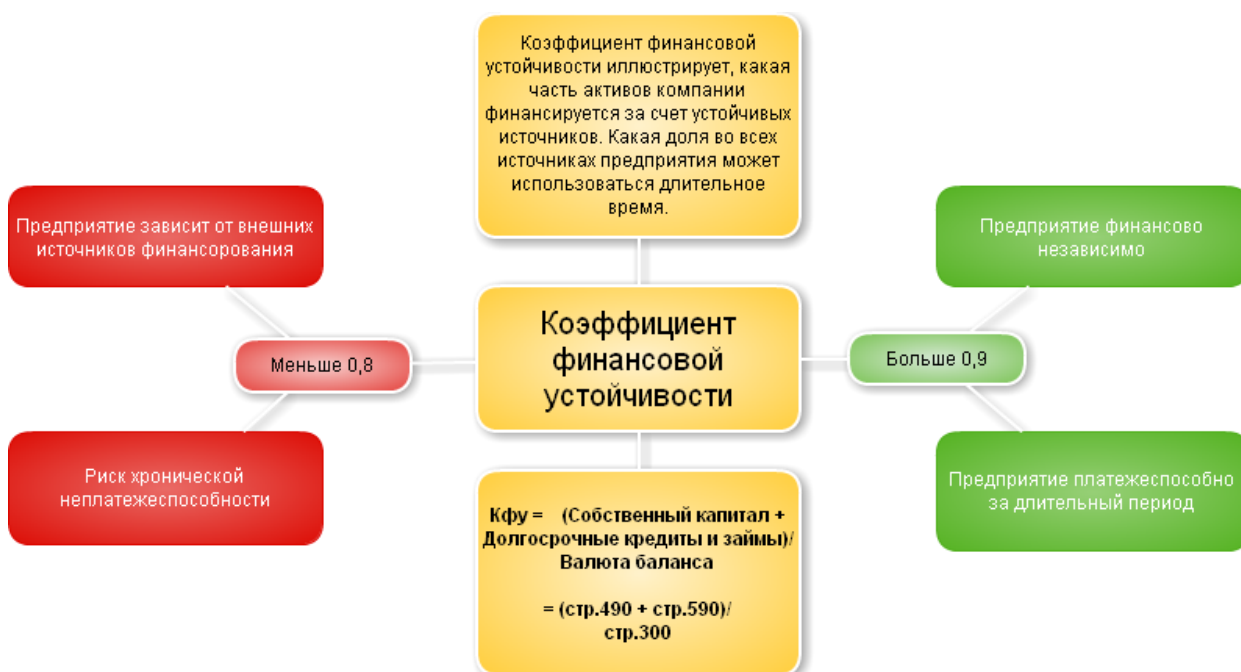 Коэффициент финансовой
устойчивости иллюстрирует, какая
часть активов компании
финансируется за счет устойчивых
источников. Какая доля во всех
источниках предприятия может
использоваться длительное
время.
Предприятие зависит от внешних
источников финансорования
Предприятие финансово
независимо
Меньше 0,8
Коэффициент
финансовой
устойчивости
Больше 0,9
Риск хронической
неплатежеспособности
Предприятие платежеспособно
за длительный период
Кфу = (Собственный капитал +
Долгосрочные кредиты и займы)/
Валюта баланса
= (стр.490 + стр.590)/
стр.300